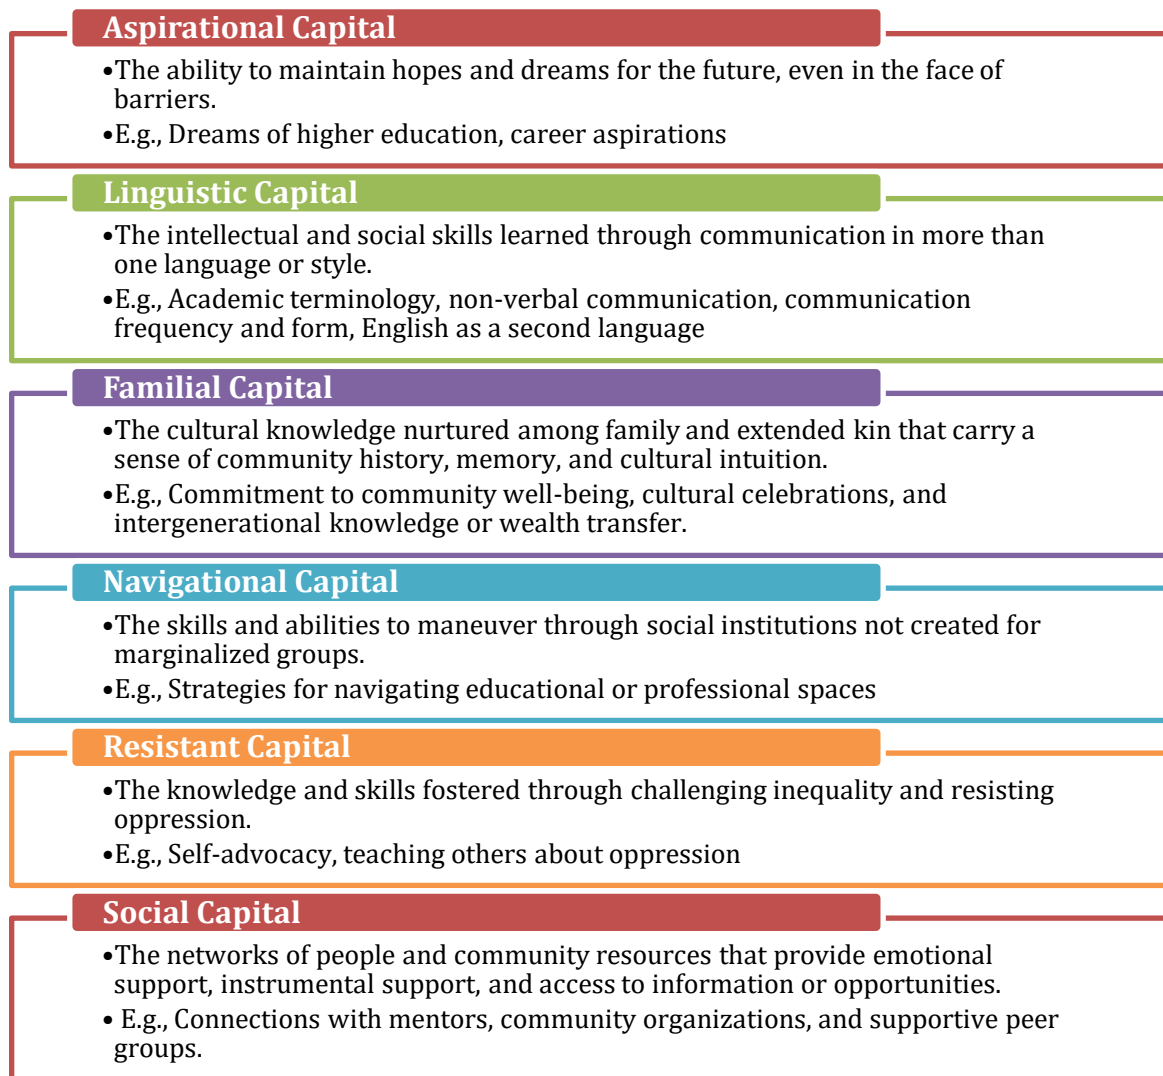 Aspirational Capital
•The ability to maintain hopes and dreams for the future, even in the face of
barriers.
•E.g., Dreams of higher education, career aspirations
Linguistic Capital
•The intellectual and social skills learned through communication in more than
one language or style.
•E.g., Academic terminology, non-verbal communication, communication
frequency and form, English as a second language
Familial Capital
•The cultural knowledge nurtured among family and extended kin that carry a
sense of community history, memory, and cultural intuition.
•E.g., Commitment to community well-being, cultural celebrations, and
intergenerational knowledge or wealth transfer.
Navigational Capital
•The skills and abilities to maneuver through social institutions not created for
marginalized groups.
•E.g., Strategies for navigating educational or professional spaces
Resistant Capital
•The knowledge and skills fostered through challenging inequality and resisting
oppression.
•E.g., Self-advocacy, teaching others about oppression
Social Capital
•The networks of people and community resources that provide emotional
support, instrumental support, and access to information or opportunities.
• E.g., Connections with mentors, community organizations, and supportive peer
groups.